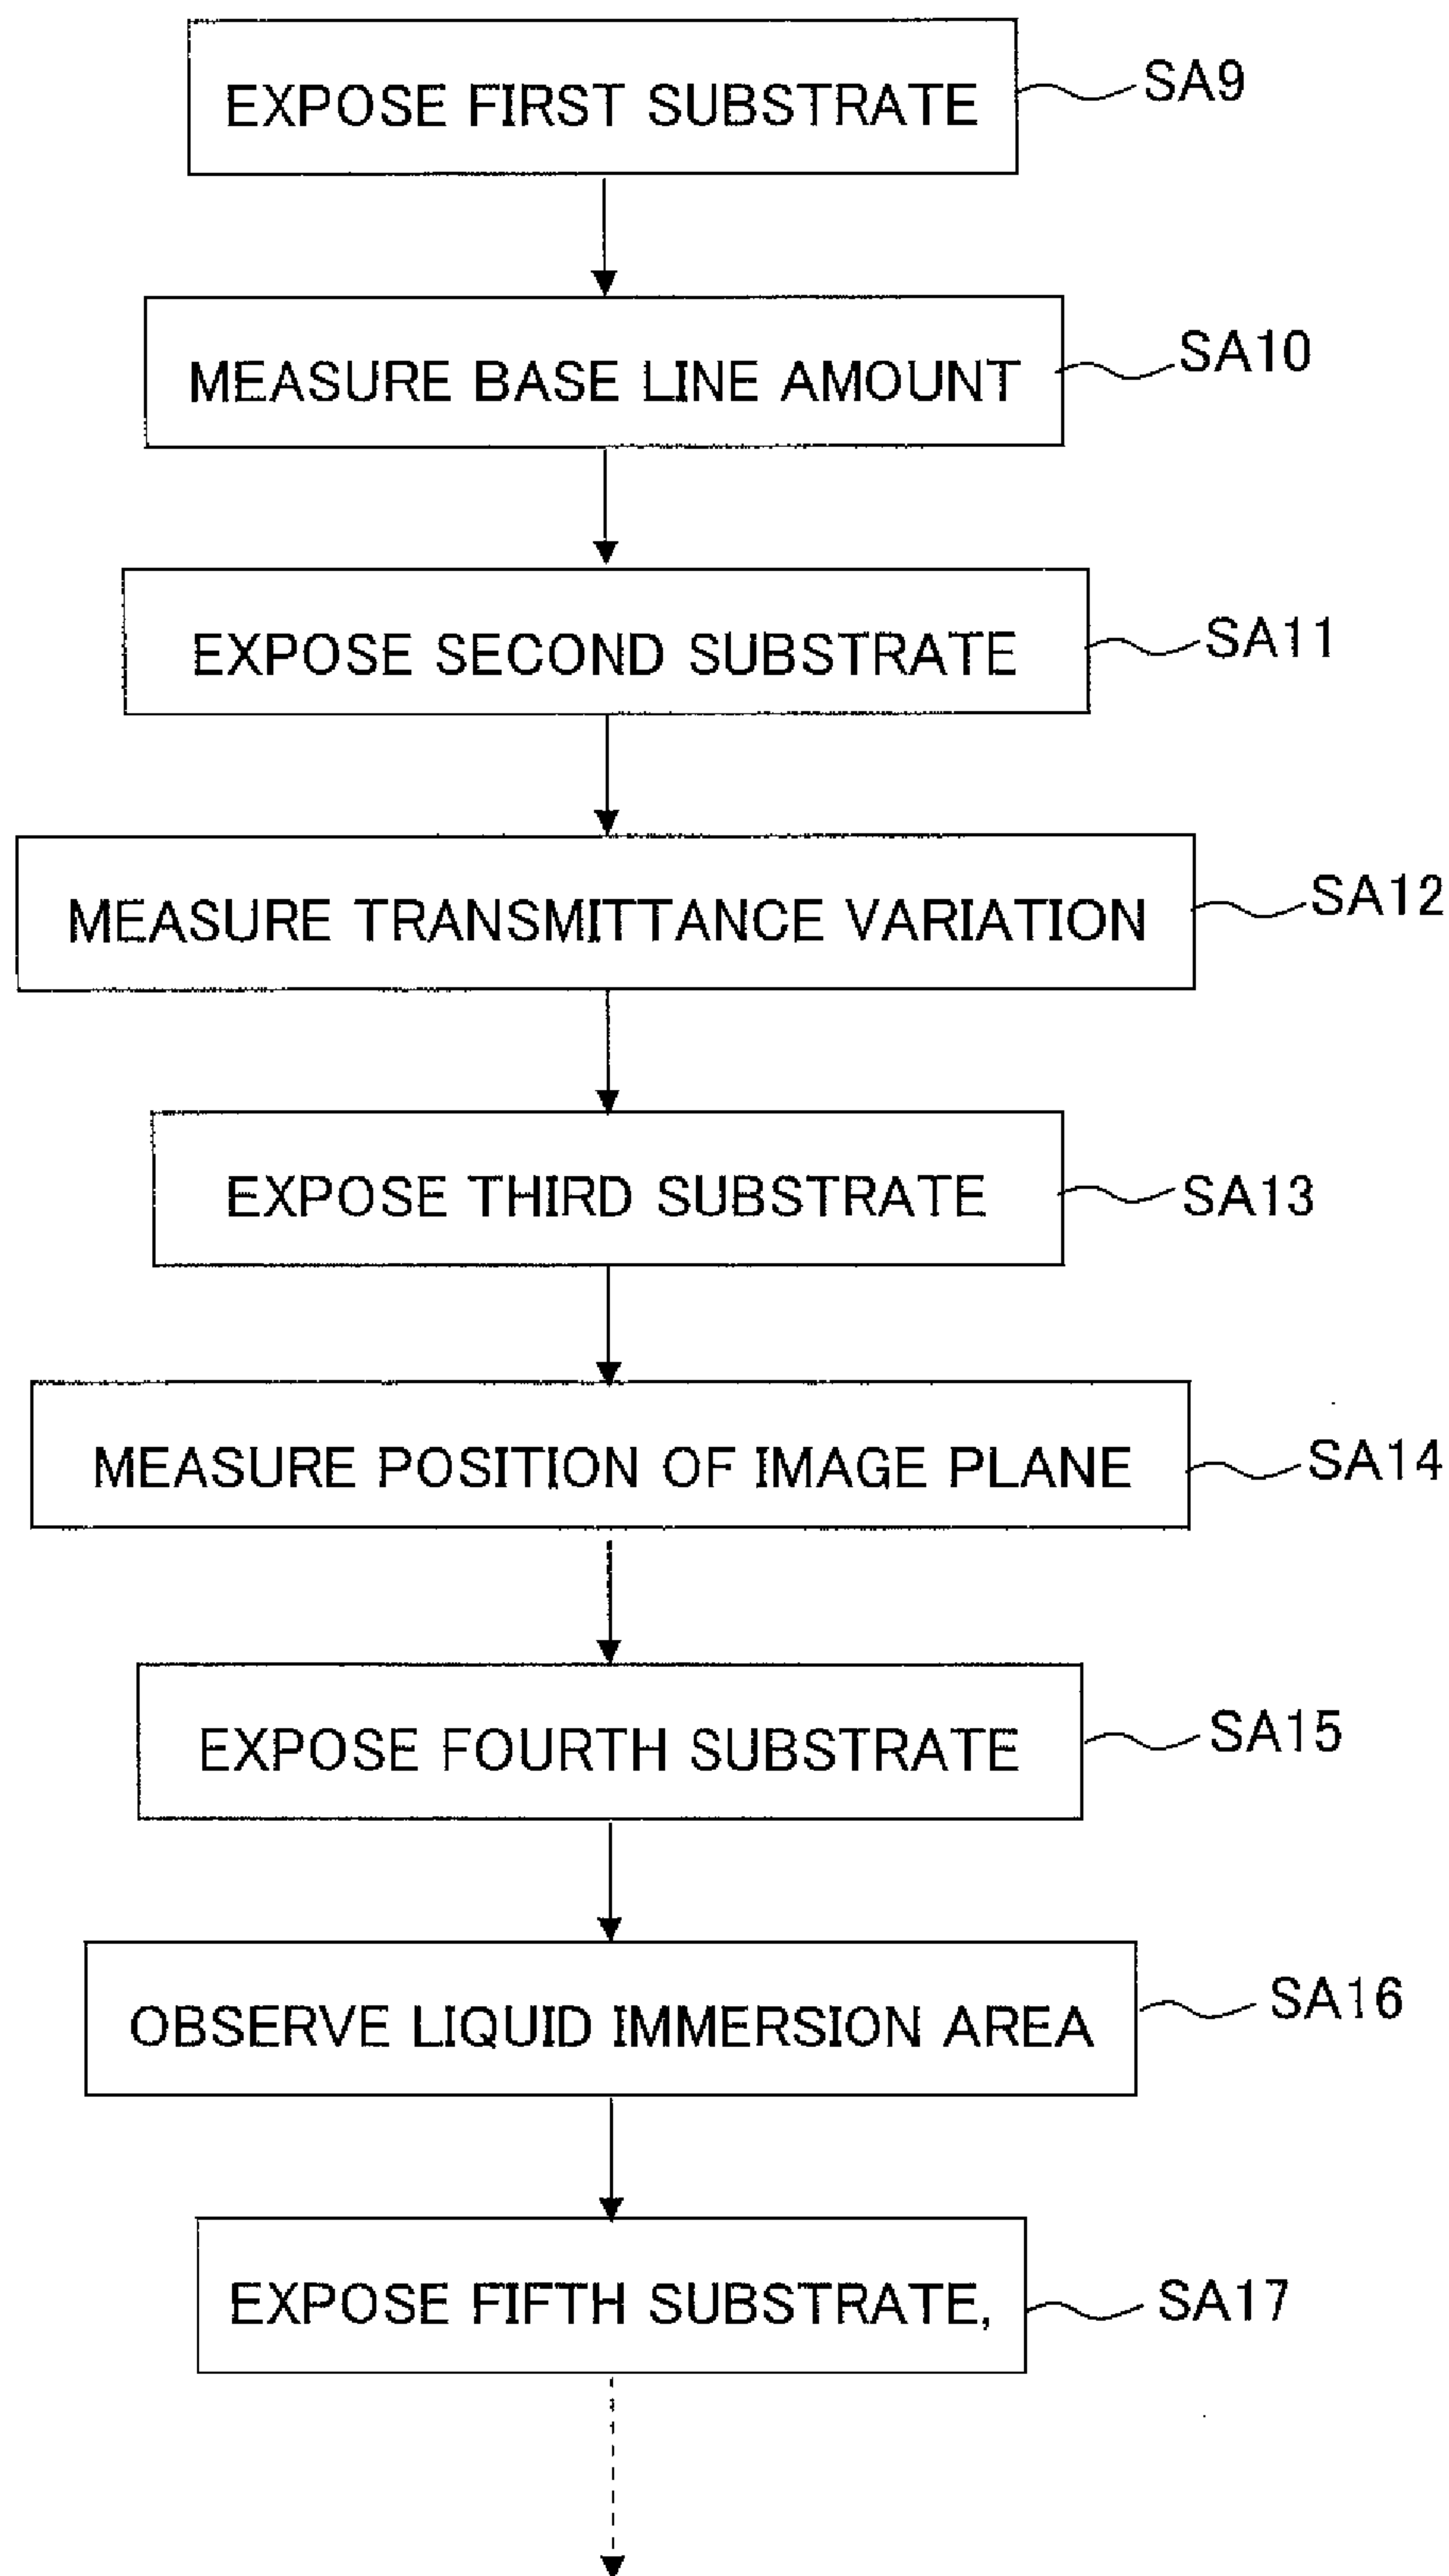 EXPOSE FIRST SUBSTRATE
SA9
MEASURE BASE LINE AMOUNT
SA10
EXPOSE SECOND SUBSTRATE
SA11
MEASURE TRANSMITTANCE VARIATION
SA12
EXPOSE THIRD SUBSTRATE
SA13
MEASURE POSITION OF IMAGE PLANE
SA14
EXPOSE FOURTH SUBSTRATE
SA15
OBSERVE LIQUID IMMERSION AREA
SA16
EXPOSE FIFTH SUBSTRATE,
SA17